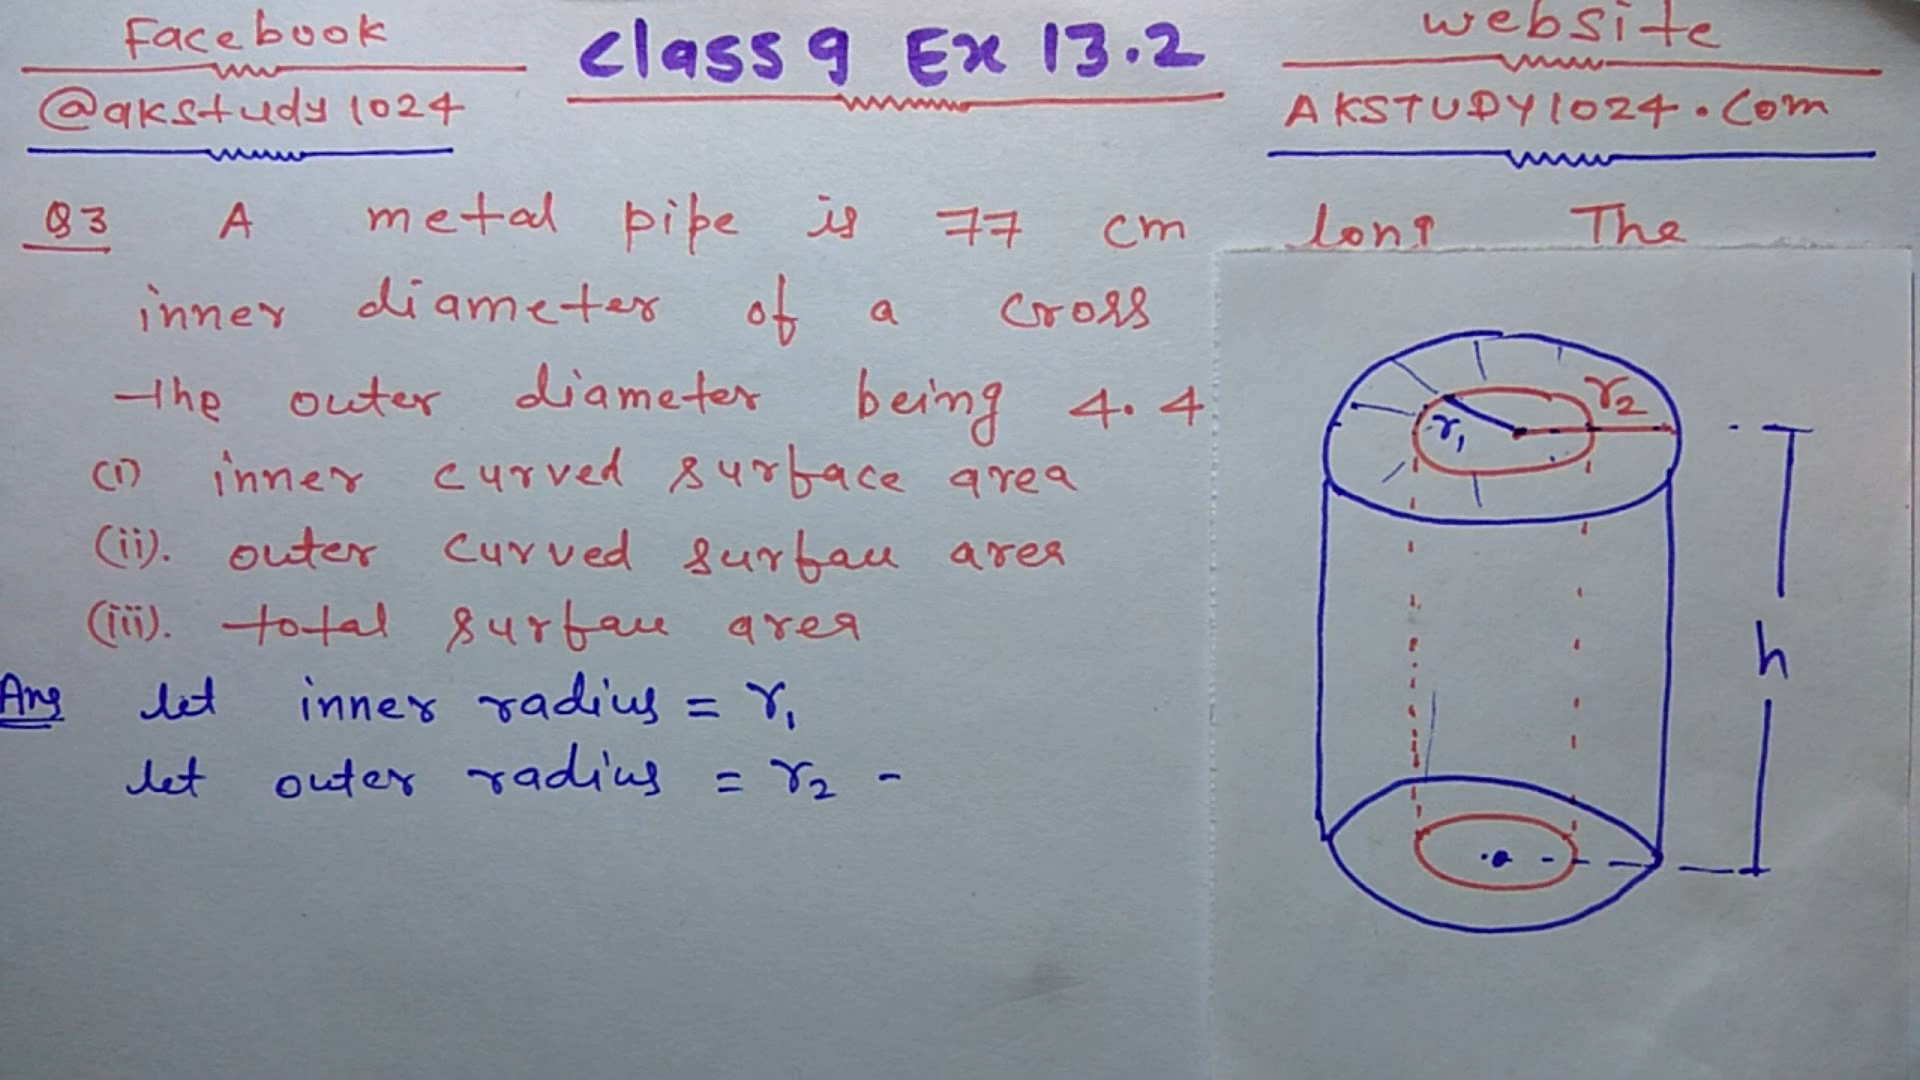 Facebook
@akstudy1024
Class 9 Ex 13.2
website
AKSTUDY1024.Com
Q3 A metal pipe is 77 cm long The
inner diameter of a cross
the outer diameter being 4.4
(i) inner curved surface area
(ii). outer curved surface area
(iii). total surface area
Ans let inner radius = r₁
let outer radius = r₂ -
r₁
r₂
h